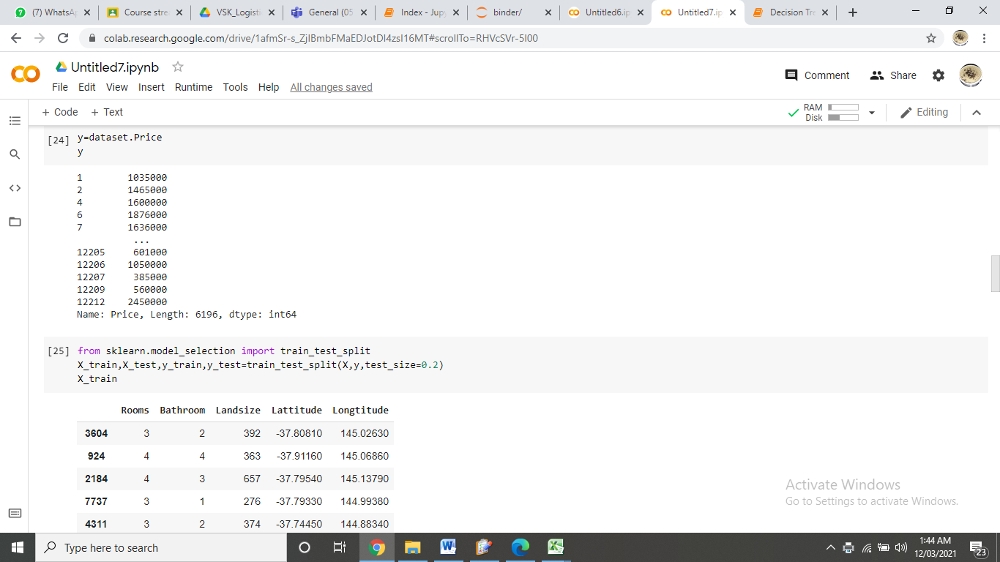 (7) WhatsA
Course stre
VSK_Logisti
General (05
Index - Jup
binder/
Untitled6.ip
Untitled7.ip
Decision Tre
colab.research.google.com/drive/1afmSr-s_ZjIBmbFMaEDJotDl4zsI16MT#scrollTo=RHVcSVr-5I00
Untitled7.ipynb
Comment
Share
File Edit View Insert Runtime Tools Help All changes saved
+ Code + Text
RAM
Disk
Editing
[24] y=dataset.Price
y
1 1035000
2 1465000
4 1600000
6 1876000
7 1636000
...
12205 601000
12206 1050000
12207 385000
12209 560000
12212 2450000
Name: Price, Length: 6196, dtype: int64
[25] from sklearn.model_selection import train_test_split
X_train,X_test,y_train,y_test=train_test_split(X,y,test_size=0.2)
X_train
Rooms Bathroom Landsize Lattitude Longtitude
3604 3 2 392 -37.80810 145.02630
924 4 4 363 -37.91160 145.06860
2184 4 3 657 -37.79540 145.13790
7737 3 1 276 -37.79330 144.99380
4311 3 2 374 -37.74450 144.88340
Activate Windows
Go to Settings to activate Windows.
Type here to search
1:44 AM
12/03/2021
23